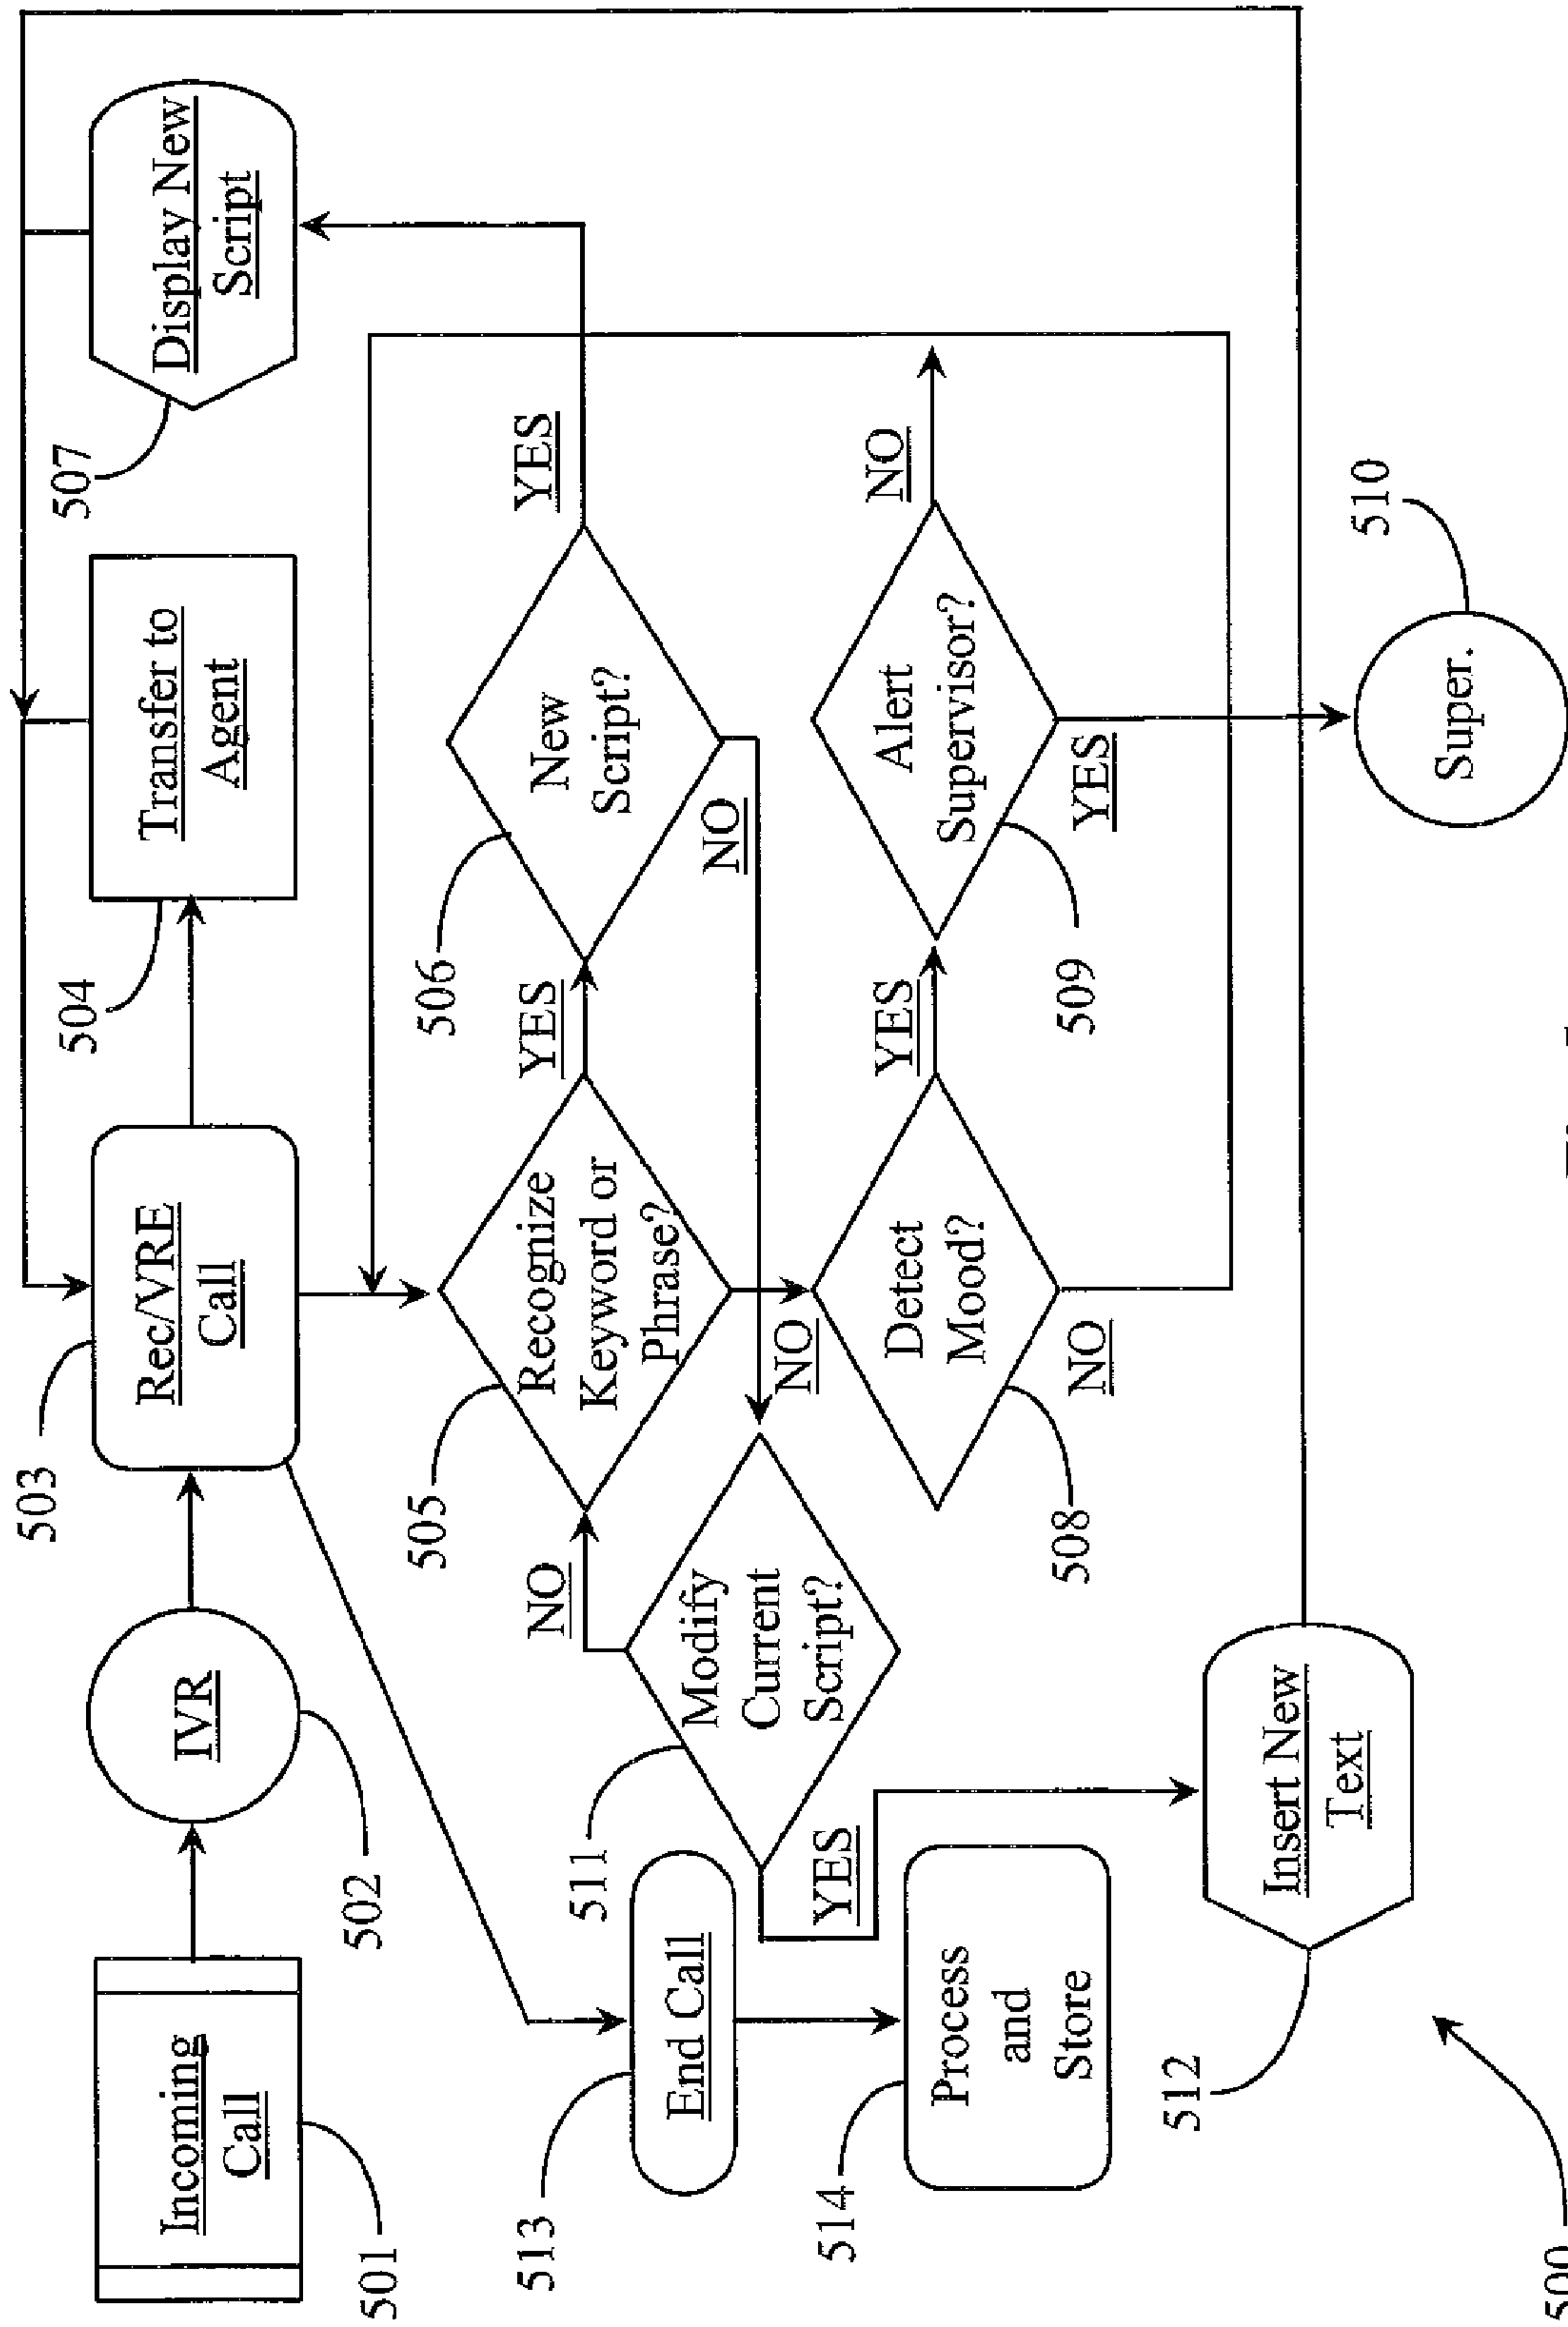 Incoming
Call
501
IVR
502
Rec/VRE
Call
503
Transfer to
Agent
504
Display New
Script
507
Recognize
Keyword or
Phrase?
505
YES
NO
New
Script?
506
YES
NO
Modify
Current
Script?
511
NO
YES
Detect
Mood?
508
YES
NO
Alert
Supervisor?
509
NO
YES
Super.
510
End Call
513
Process
and
Store
514
Insert New
Text
512
500